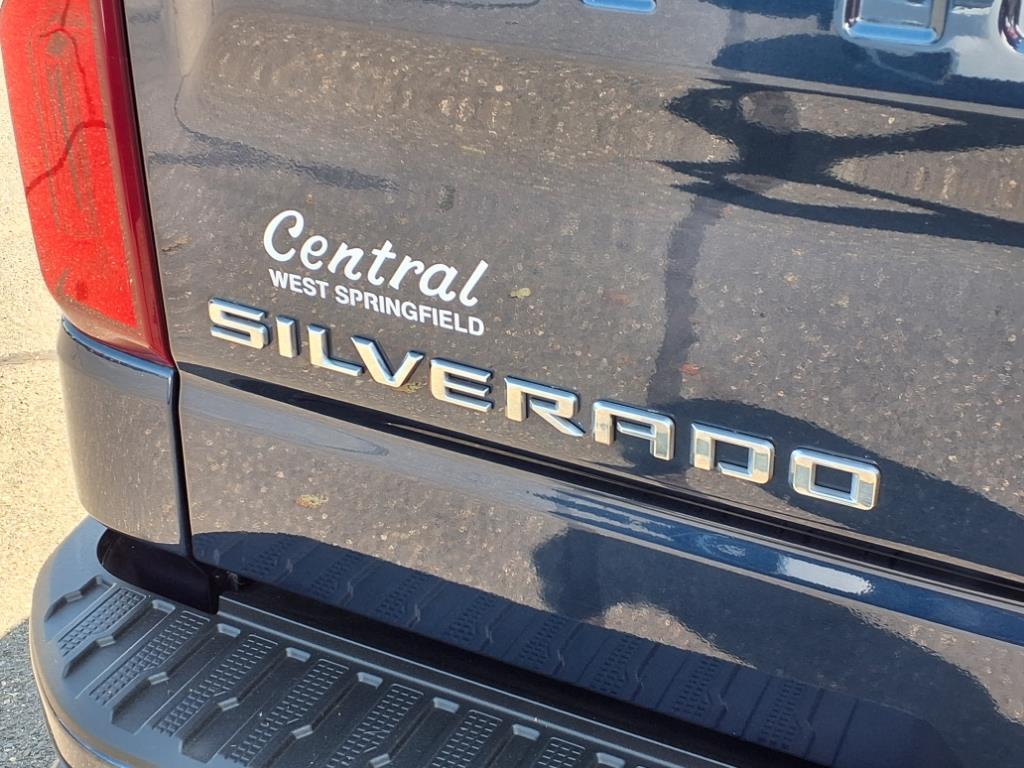 Central
WEST SPRINGFIELD
SILVERADO